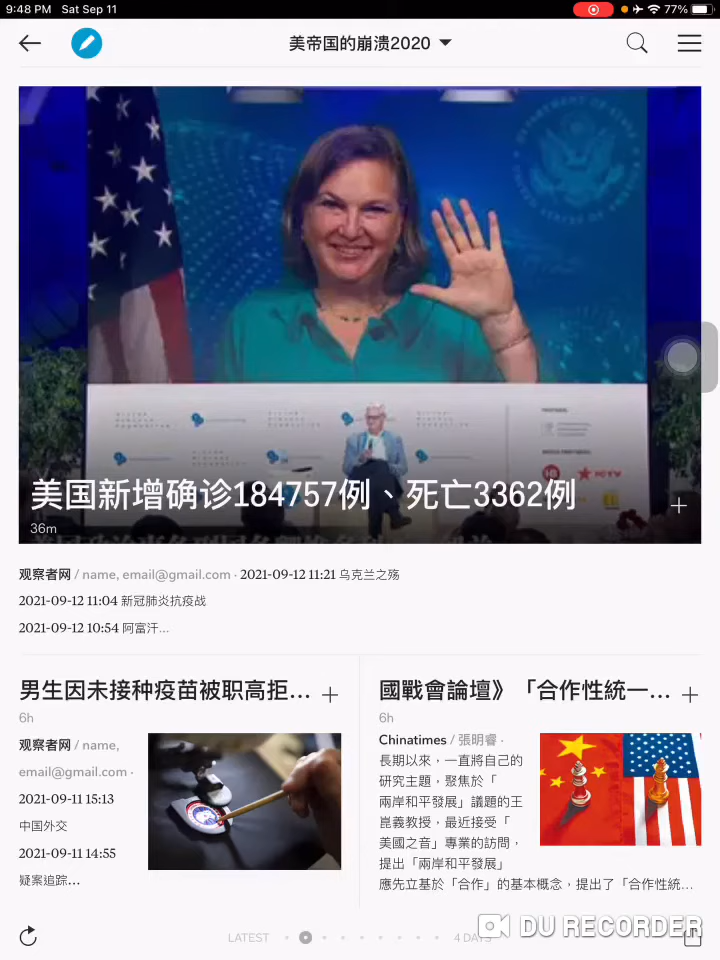 9:48 PM Sat Sep 11
77%
美帝国的崩溃2020
美国新增确诊184757例、死亡3362例
36m
观察者网 / name, email@gmail.com · 2021-09-12 11:21 乌克兰之殇
2021-09-12 11:04 新冠肺炎抗疫战
2021-09-12 10:54 阿富汗...
男生因未接种疫苗被职高拒...
6h
观察者网 / name,
email@gmail.com ·
2021-09-11 15:13
中国外交
2021-09-11 14:55
疑案追踪...
國戰會論壇》「合作性統一...
6h
Chinatimes / 張明睿 ·
長期以來，一直將自己的
研究主題，聚焦於「
兩岸和平發展」議題的王
崑義教授，最近接受「
美國之音」專業的訪問，
提出「兩岸和平發展」
應先立基於「合作」的基本概念，提出了「合作性統...
LATEST
4 DAYS
DU RECORDER